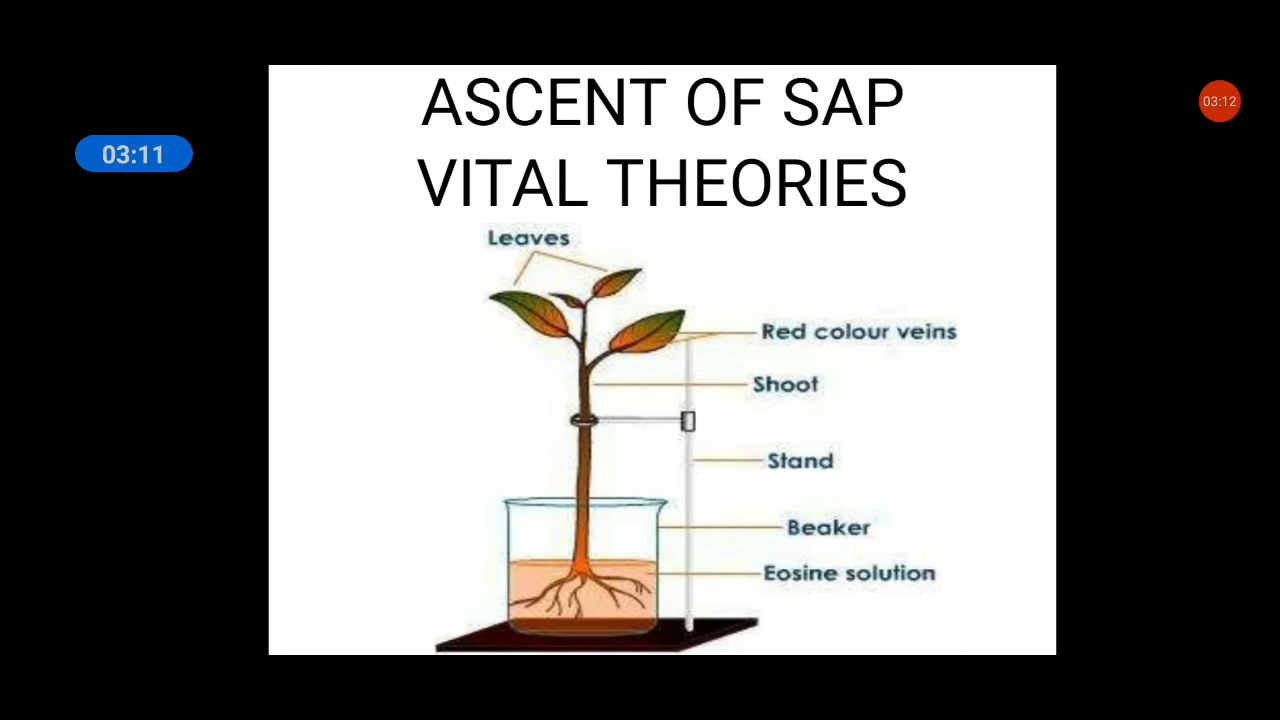 ASCENT OF SAP
VITAL THEORIES
03:12
03:11
Leaves
Red colour veins
Shoot
Stand
Beaker
Eosine solution